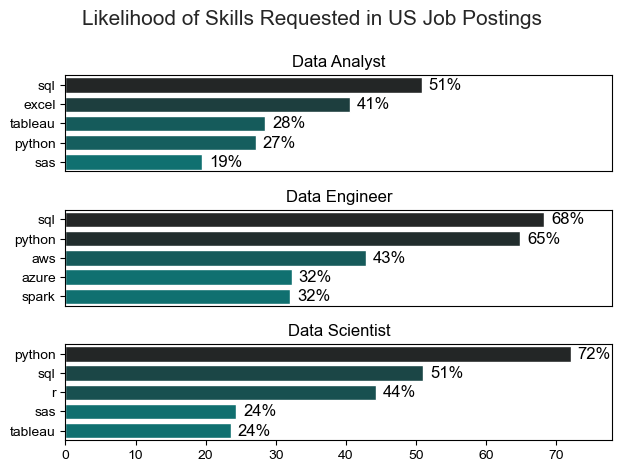 Likelihood of Skills Requested in US Job Postings
Data Analyst
sql 51%
excel 41%
tableau 28%
python 27%
sas 19%
Data Engineer
sql 68%
python 65%
aws 43%
azure 32%
spark 32%
Data Scientist
python 72%
sql 51%
r 44%
sas 24%
tableau 24%
0 10 20 30 40 50 60 70